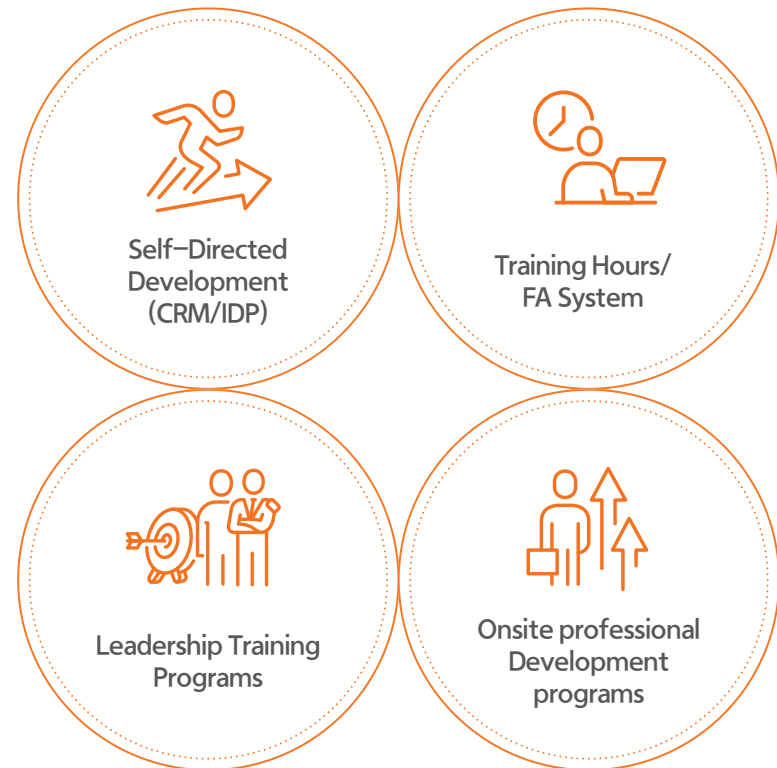 Self-Directed
Development
(CRM/IDP)
Training Hours/
FA System
Leadership Training
Programs
Onsite professional
Development
programs